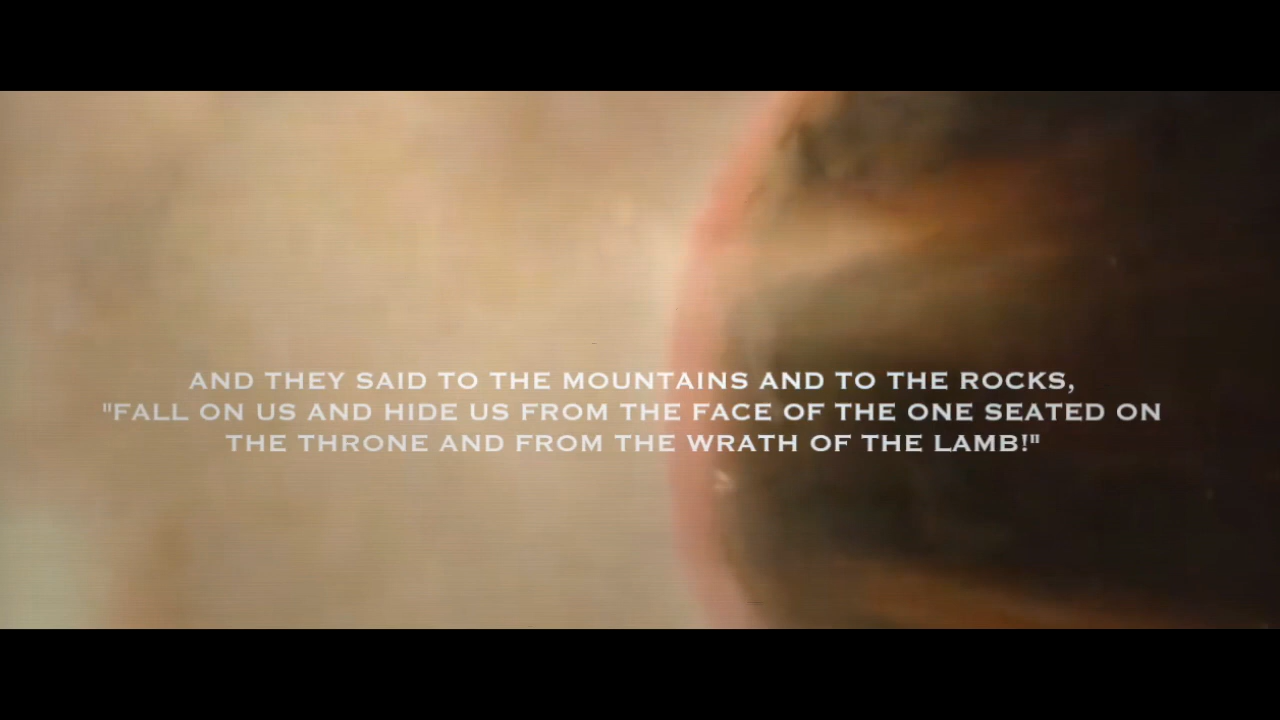 AND THEY SAID TO THE MOUNTAINS AND TO THE ROCKS,
"FALL ON US AND HIDE US FROM THE FACE OF THE ONE SEATED ON
THE THRONE AND FROM THE WRATH OF THE LAMB!"